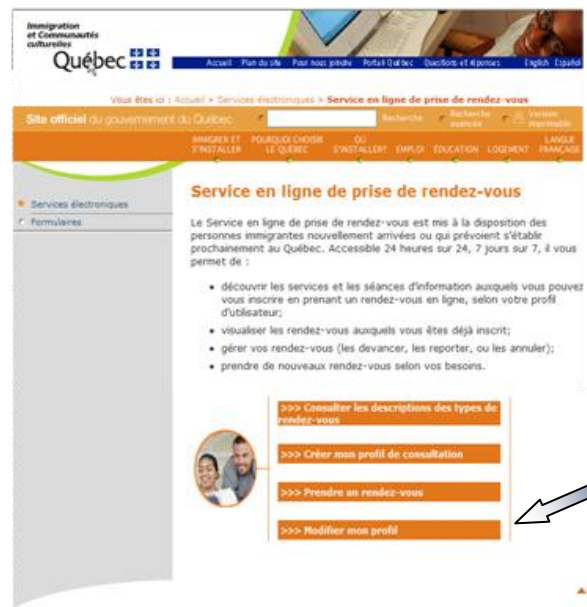 Immigration
et Communautés
culturelles
Québec
Accueil Plan du site Pour nous joindre Portail Québec Questions et réponses English Español
Vous êtes ici : Accueil > Services électroniques > Service en ligne de prise de rendez-vous
Site officiel du gouvernement du Québec Recherche Recherche avancée Version imprimable
IMMIGRER ET S'INSTALLER POURQUOI CHOISIR LE QUÉBEC OÙ S'INSTALLER? EMPLOI ÉDUCATION LOGEMENT LANGUE FRANÇAISE
Services électroniques
Formulaires
Service en ligne de prise de rendez-vous
Le Service en ligne de prise de rendez-vous est mis à la disposition des
personnes immigrantes nouvellement arrivées ou qui prévoient s'établir
prochainement au Québec. Accessible 24 heures sur 24, 7 jours sur 7, il vous
permet de :
• découvrir les services et les séances d'information auxquels vous pouvez
vous inscrire en prenant un rendez-vous en ligne, selon votre profil
d'utilisateur;
• visualiser les rendez-vous auxquels vous êtes déjà inscrit;
• gérer vos rendez-vous (les devancer, les reporter, ou les annuler);
• prendre de nouveaux rendez-vous selon vos besoins.
>>> Consulter les descriptions des types de
rendez-vous
>>> Créer mon profil de consultation
>>> Prendre un rendez-vous
>>> Modifier mon profil